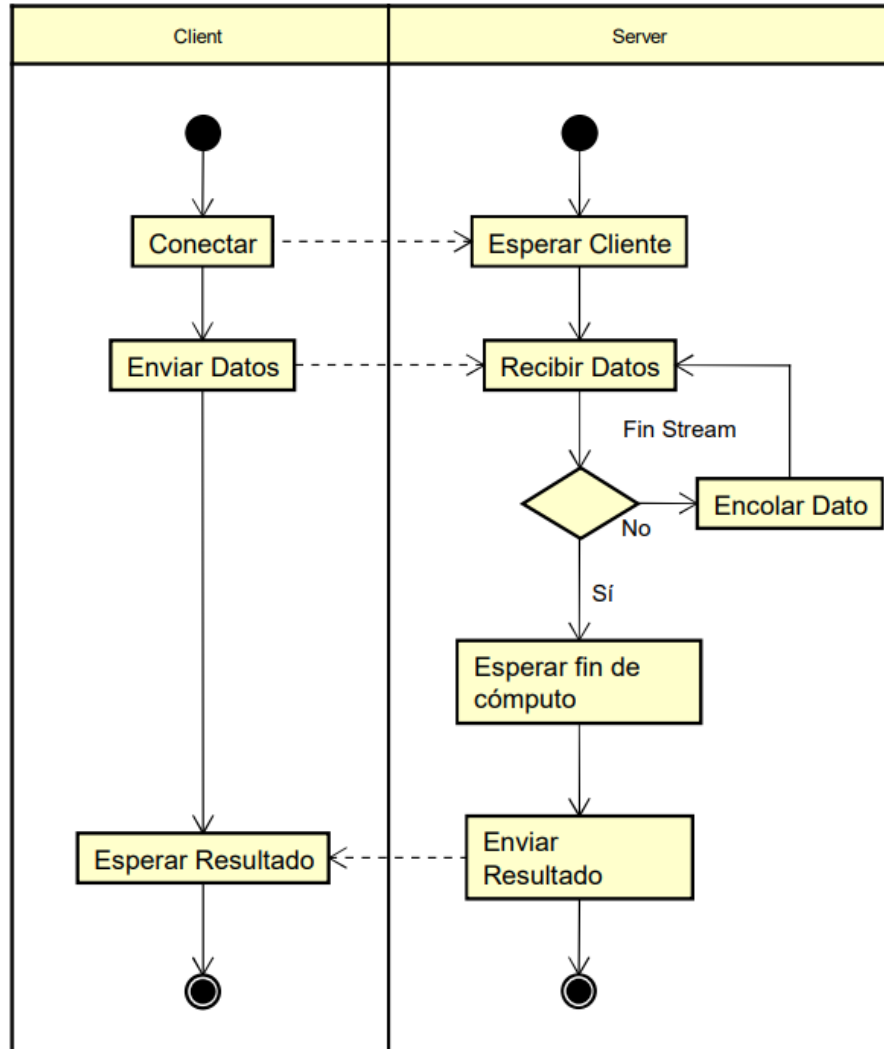 Client
Server
Conectar
Esperar Cliente
Enviar Datos
Recibir Datos
Fin Stream
Encolar Dato
No
Sí
Esperar fin de
cómputo
Enviar
Resultado
Esperar Resultado